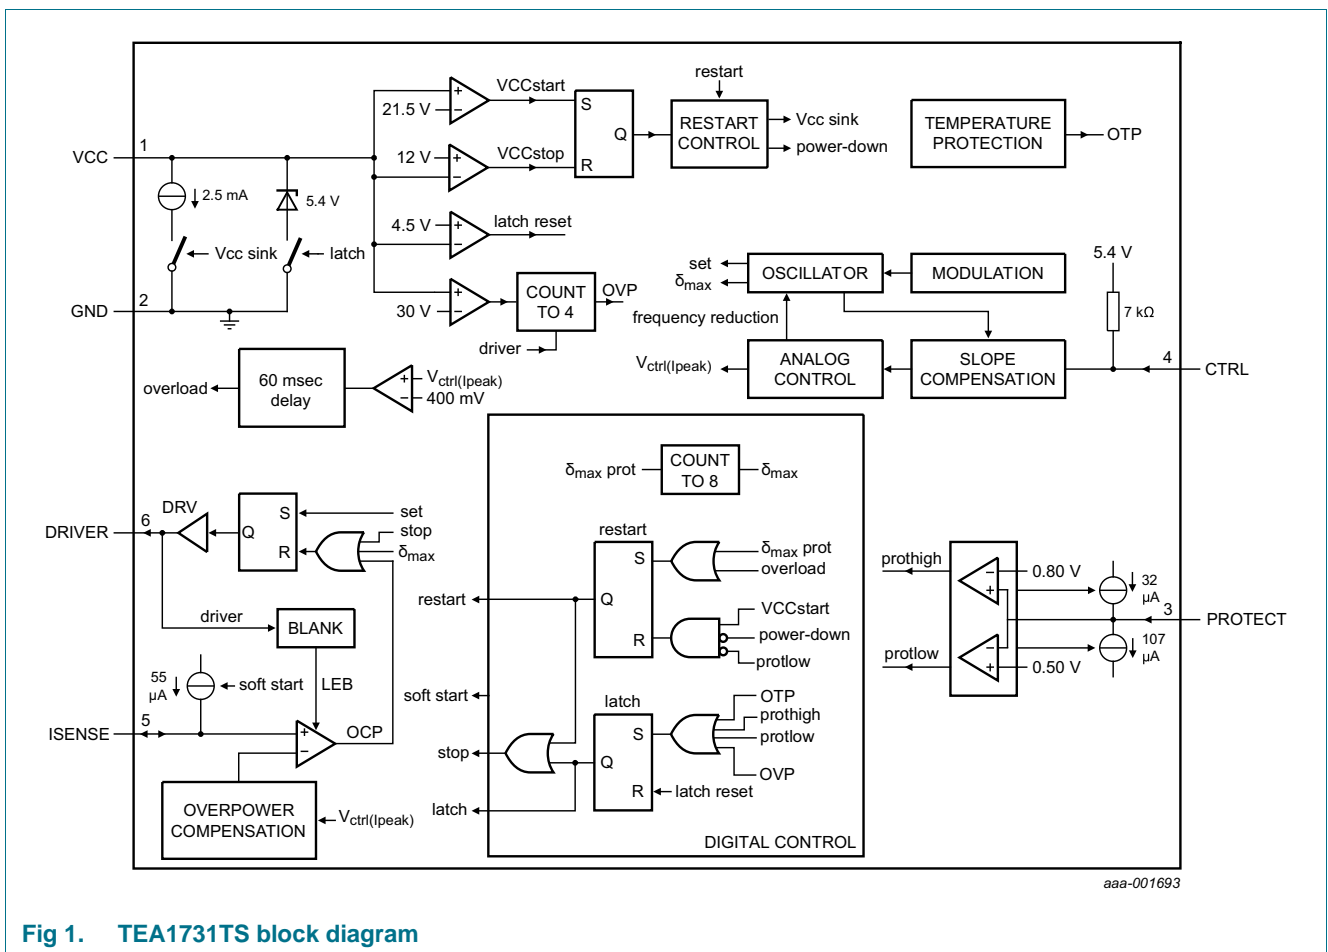 restart
VCCstart
21.5 V
S
Q
R
RESTART
CONTROL
Vcc sink
power-down
TEMPERATURE
PROTECTION
OTP
VCC
1
12 V
VCCstop
2.5 mA
5.4 V
4.5 V
latch reset
Vcc sink
latch
GND
2
30 V
COUNT
TO 4
OVP
driver
set
δmax
OSCILLATOR
MODULATION
5.4 V
7 kΩ
frequency reduction
Vctrl(Ipeak)
ANALOG
CONTROL
SLOPE
COMPENSATION
4
CTRL
overload
60 msec
delay
Vctrl(Ipeak)
400 mV
δmax prot
COUNT
TO 8
δmax
DRIVER
6
DRV
Q
S
R
set
stop
δmax
driver
BLANK
55
μA
soft start
LEB
ISENSE
5
OCP
OVERPOWER
COMPENSATION
Vctrl(Ipeak)
restart
S
Q
R
δmax prot
overload
restart
VCCstart
power-down
protlow
soft start
latch
S
Q
R
OTP
prothigh
protlow
OVP
stop
latch reset
latch
DIGITAL CONTROL
prothigh
0.80 V
32
μA
3
PROTECT
protlow
0.50 V
107
μA
aaa-001693
Fig 1. TEA1731TS block diagram